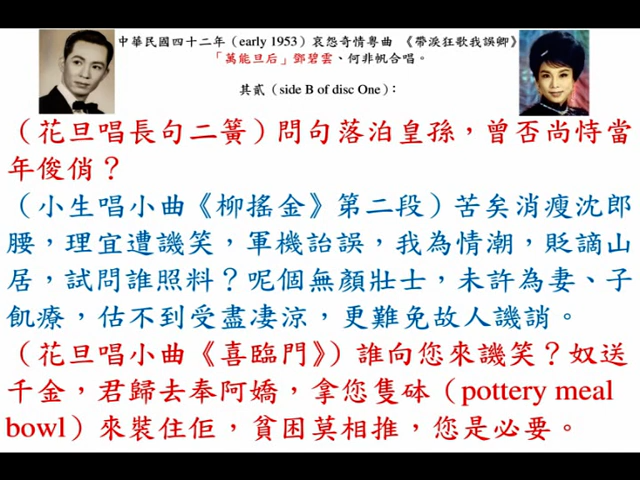 中華民國四十二年（early 1953）哀怨奇情粵曲 《帶淚狂歌我誤卿》
「萬能旦后」鄧碧雲、何非凡合唱。
其貳（side B of disc One）：
（花旦唱長句二簧）問句落泊皇孫，曾否尚恃當
年俊俏？
（小生唱小曲《柳搖金》第二段）苦矣消瘦沈郎
腰，理宜遭譏笑，軍機詒誤，我為情潮，貶謫山
居，試問誰照料？呢個無顏壯士，未許為妻、子
飢療，估不到受盡凄涼，更難免故人譏誚。
（花旦唱小曲《喜臨門》）誰向您來譏笑？奴送
千金，君歸去奉阿嬌，拿您隻砵（pottery meal
bowl）來裝住佢，貧困莫相推，您是必要。